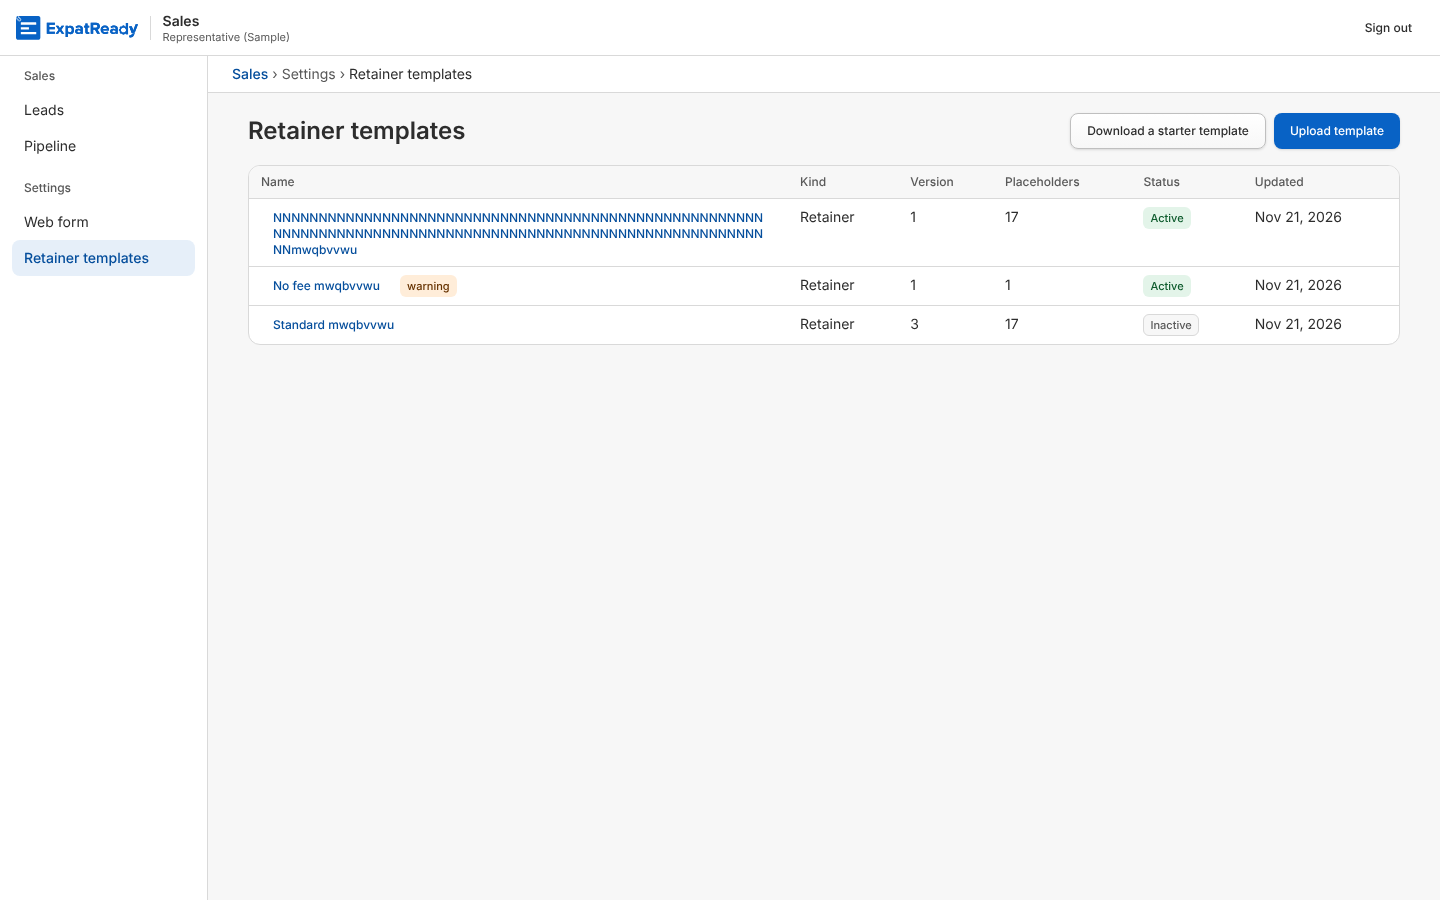 ExpatReady
Sales
Representative (Sample)
Sign out
Sales
Leads
Pipeline
Settings
Web form
Retainer templates
Sales › Settings › Retainer templates
Retainer templates
Download a starter template
Upload template
Name Kind Version Placeholders Status Updated
NNNNNNNNNNNNNNNNNNNNNNNNNNNNNNNNNNNNNNNNNNNNNNNNNNNNNN Retainer 1 17 Active Nov 21, 2026
NNNNNNNNNNNNNNNNNNNNNNNNNNNNNNNNNNNNNNNNNNNNNNNNNNNNNN
NNmwqbvvwu
No fee mwqbvvwu warning Retainer 1 1 Active Nov 21, 2026
Standard mwqbvvwu Retainer 3 17 Inactive Nov 21, 2026